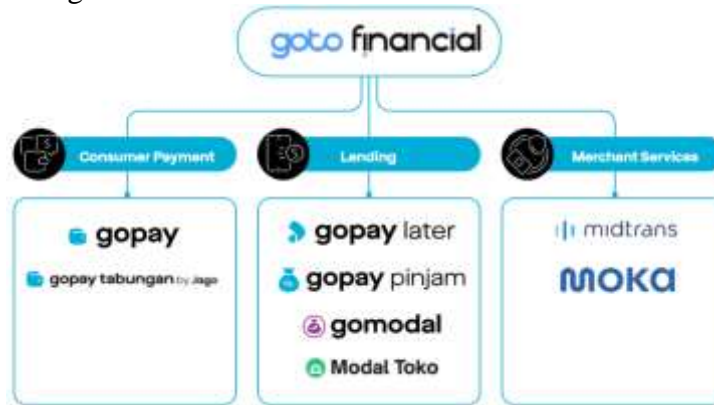 goto financial
Consumer Payment
Lending
Merchant Services
gopay
gopay tabungan by Jago
gopay later
gopay pinjam
gomodal
Modal Toko
midtrans
MOKA